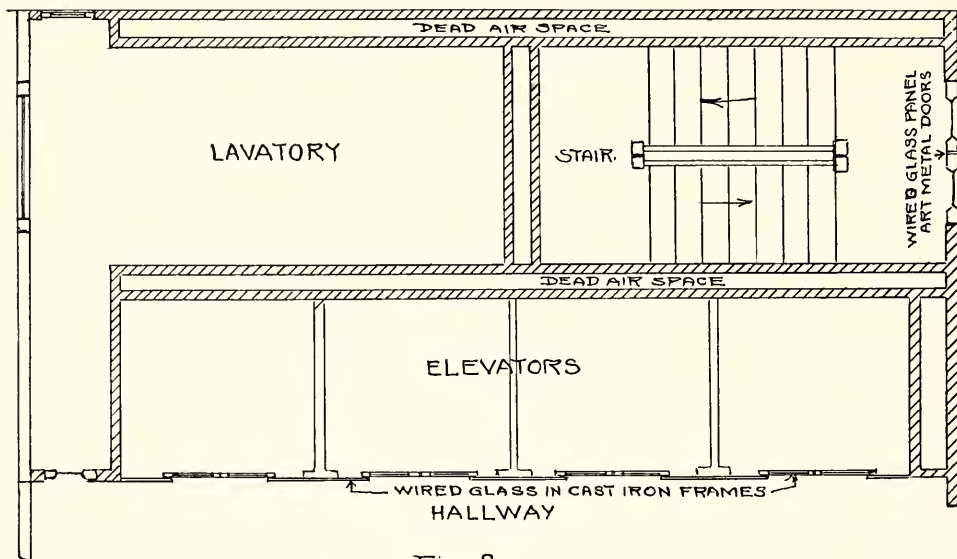 DEAD AIR SPACE
LAVATORY
STAIR.
WIRED GLASS PANEL
ART METAL DOORS
DEAD AIR SPACE
ELEVATORS
WIRED GLASS IN CAST IRON FRAMES
HALLWAY